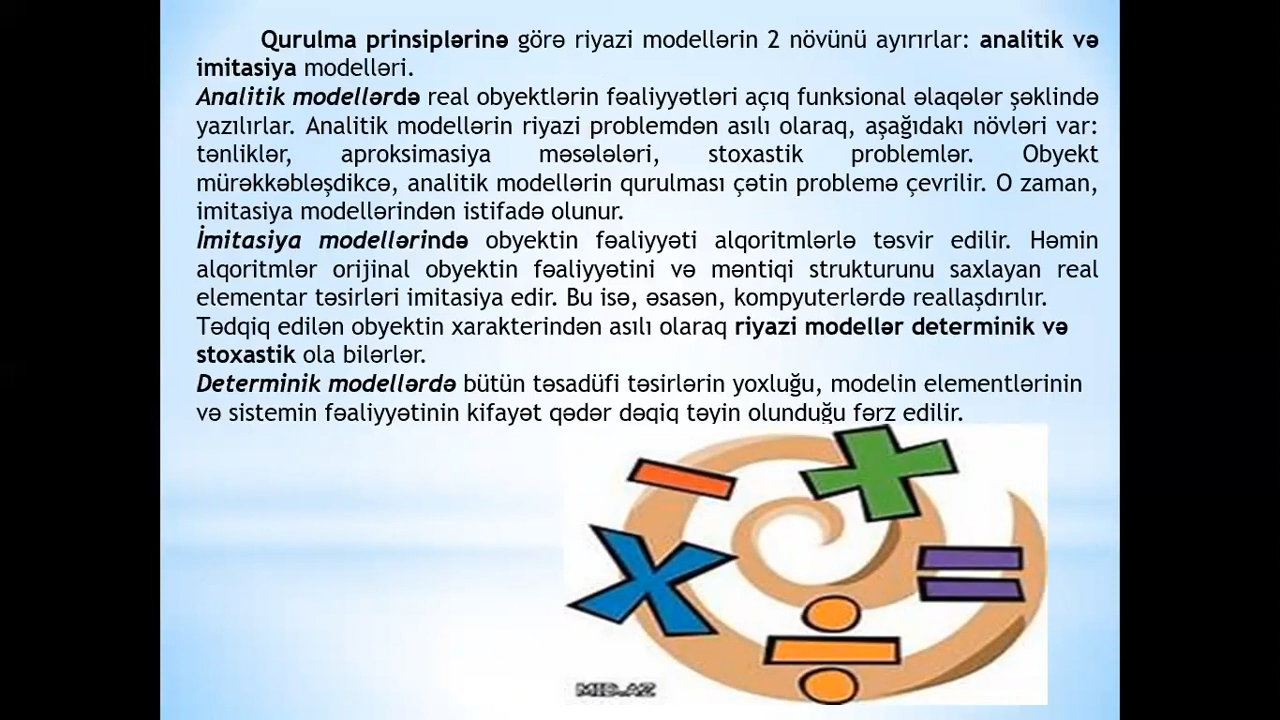 Qurulma prinsiplərinə görə riyazi modellərin 2 növünü ayırırlar: analitik və
imitasiya modelləri.
Analitik modellərdə real obyektlərin fəaliyyətləri açıq funksional əlaqələr şəklində
yazılırlar. Analitik modellərin riyazi problemdən asılı olaraq, aşağıdakı növləri var:
tənliklər, aproksimasiya məsələləri, stoxastik problemlər. Obyekt
mürəkkəbləşdikcə, analitik modellərin qurulması çətin problemə çevrilir. O zaman,
imitasiya modellərindən istifadə olunur.
İmitasiya modellərində obyektin fəaliyyəti alqoritmlərlə təsvir edilir. Həmin
alqoritmlər orijinal obyektin fəaliyyətini və məntiqi strukturunu saxlayan real
elementar təsirləri imitasiya edir. Bu isə, əsasən, kompyuterlərdə reallaşdırılır.
Tədqiq edilən obyektin xarakterindən asılı olaraq riyazi modellər determinik və
stoxastik ola bilərlər.
Determinik modellərdə bütün təsadüfi təsirlərin yoxluğu, modelin elementlərinin
və sistemin fəaliyyətinin kifayət qədər dəqiq təyin olunduğu fərz edilir.
MID.AZ